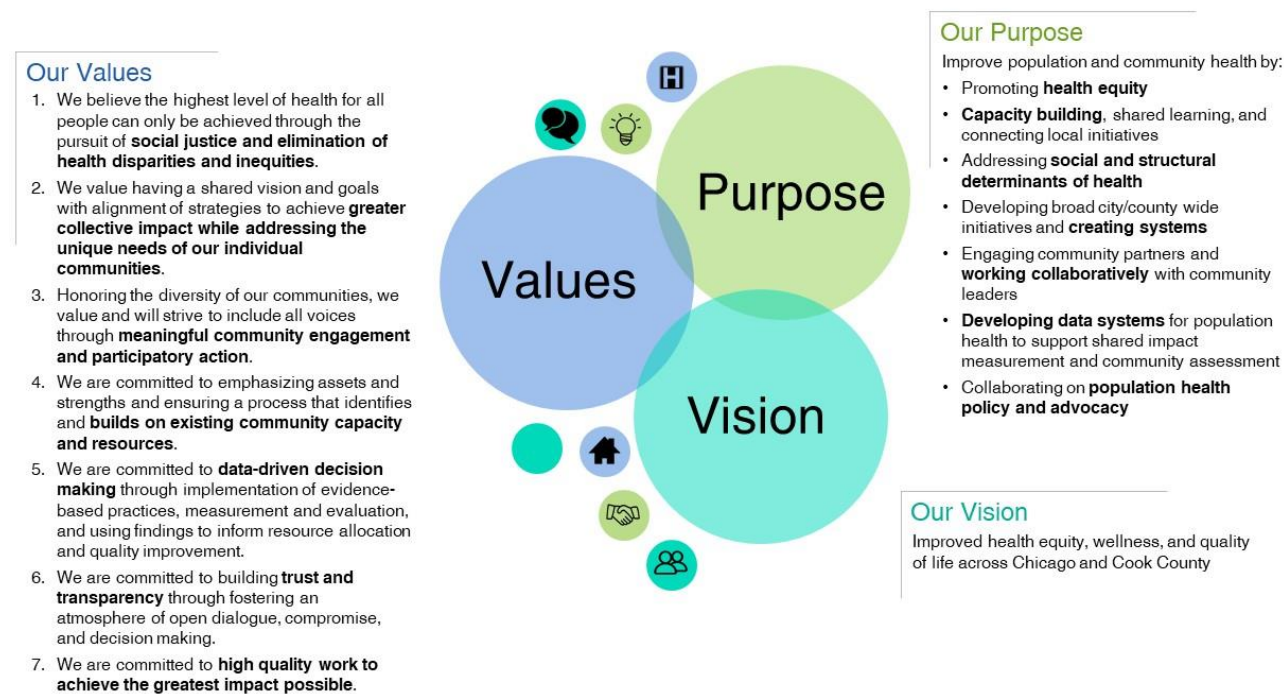 Our Values
1. We believe the highest level of health for all
people can only be achieved through the
pursuit of social justice and elimination of
health disparities and inequities.
2. We value having a shared vision and goals
with alignment of strategies to achieve greater
collective impact while addressing the
unique needs of our individual
communities.
3. Honoring the diversity of our communities, we
value and will strive to include all voices
through meaningful community engagement
and participatory action.
4. We are committed to emphasizing assets and
strengths and ensuring a process that identifies
and builds on existing community capacity
and resources.
5. We are committed to data-driven decision
making through implementation of evidence-
based practices, measurement and evaluation,
and using findings to inform resource allocation
and quality improvement.
6. We are committed to building trust and
transparency through fostering an
atmosphere of open dialogue, compromise,
and decision making.
7. We are committed to high quality work to
achieve the greatest impact possible.
H
Purpose
Values
Vision
Our Purpose
Improve population and community health by:
• Promoting health equity
• Capacity building, shared learning, and
connecting local initiatives
• Addressing social and structural
determinants of health
• Developing broad city/county wide
initiatives and creating systems
• Engaging community partners and
working collaboratively with community
leaders
• Developing data systems for population
health to support shared impact
measurement and community assessment
• Collaborating on population health
policy and advocacy
Our Vision
Improved health equity, wellness, and quality
of life across Chicago and Cook County